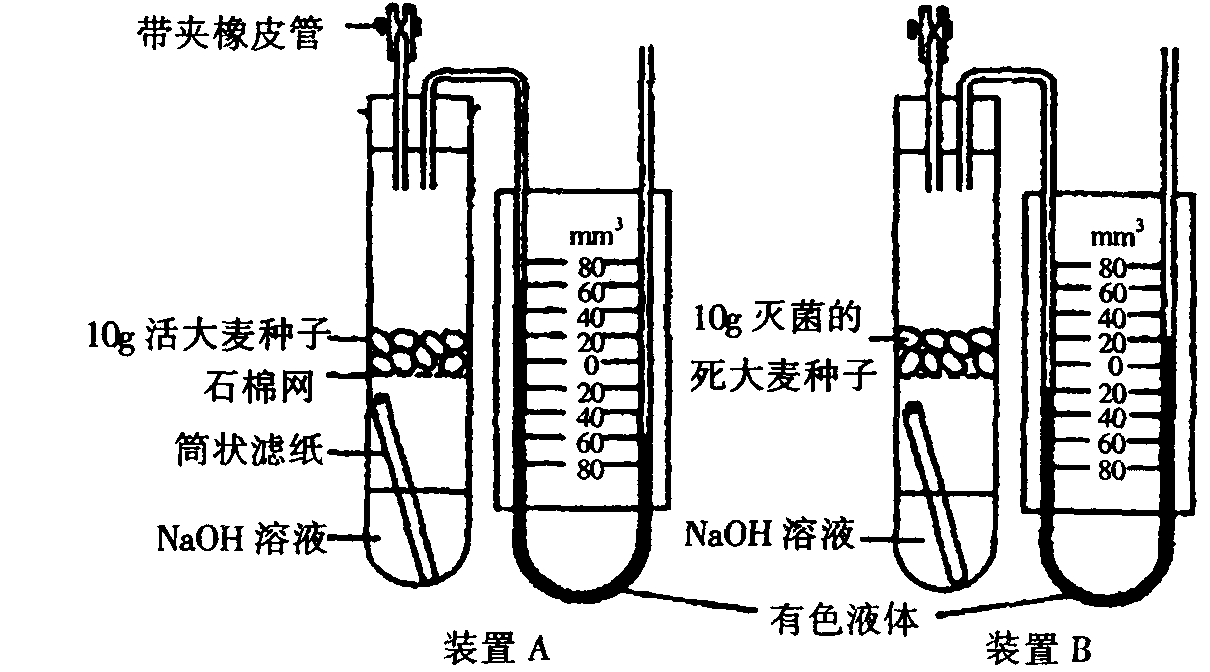 带夹橡皮管
mm³
80
60
40
20
0
20
40
60
80
10g 活大麦种子
石棉网
筒状滤纸
NaOH 溶液
装置 A
mm³
80
60
40
20
0
20
40
60
80
10g 灭菌的
死大麦种子
NaOH 溶液
有色液体
装置 B